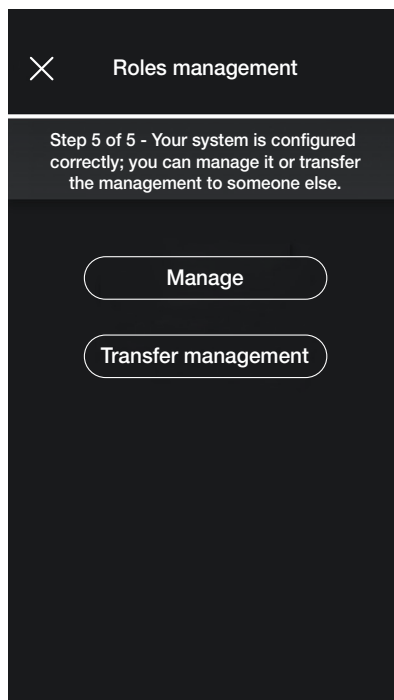 Roles management
Step 5 of 5 - Your system is configured
correctly; you can manage it or transfer
the management to someone else.
Manage
Transfer management